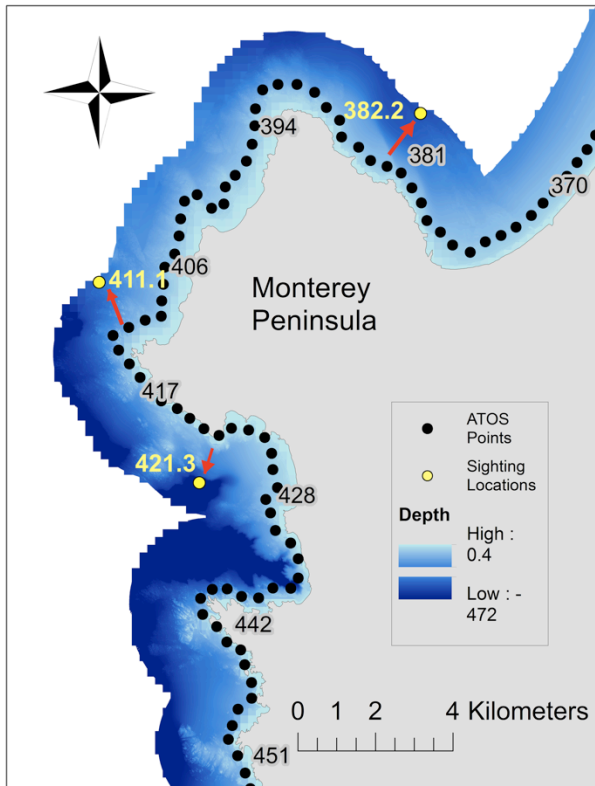 382.2
394
381
370
411.1
406
Monterey
Peninsula
417
421.3
428
442
451
ATOS
Points
Sighting
Locations
Depth
High :
0.4
Low : -
472
0 1 2 4 Kilometers